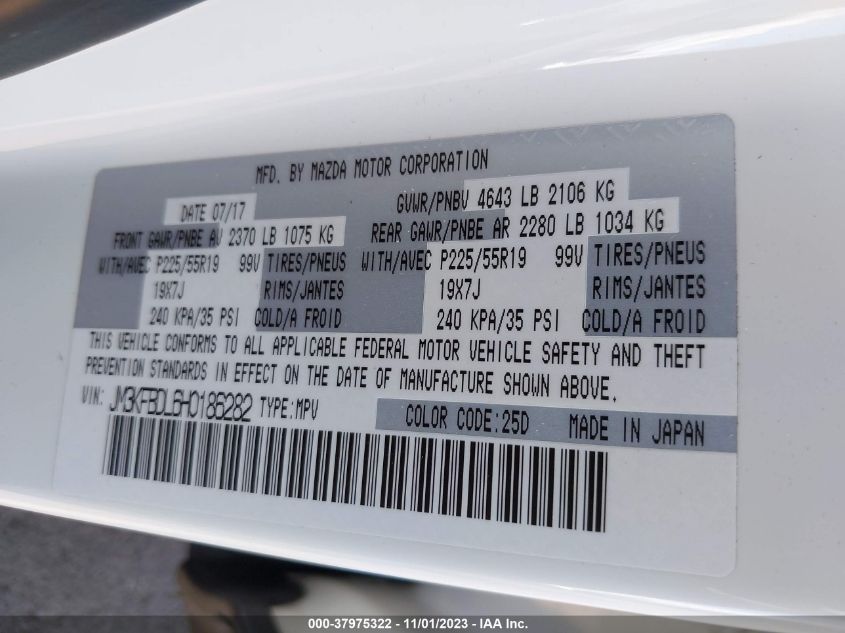 MFD. BY MAZDA MOTOR CORPORATION
DATE 07/17 GVWR/PNBV 4643 LB 2106 KG
FRONT GAWR/PNBE AV 2370 LB 1075 KG REAR GAWR/PNBE AR 2280 LB 1034 KG
WITH/AVEC P225/55R19 99V TIRES/PNEUS WITH/AVEC P225/55R19 99V TIRES/PNEUS
19X7J RIMS/JANTES 19X7J RIMS/JANTES
240 KPA/35 PSI COLD/A FROID 240 KPA/35 PSI COLD/A FROID
THIS VEHICLE CONFORMS TO ALL APPLICABLE FEDERAL MOTOR VEHICLE SAFETY AND THEFT
PREVENTION STANDARDS IN EFFECT ON THE DATE OF MANUFACTURE SHOWN ABOVE.
VIN: JM3KFBDL6H0186282 TYPE:MPV
COLOR CODE:25D MADE IN JAPAN
000-37975322 - 11/01/2023 - IAA Inc.